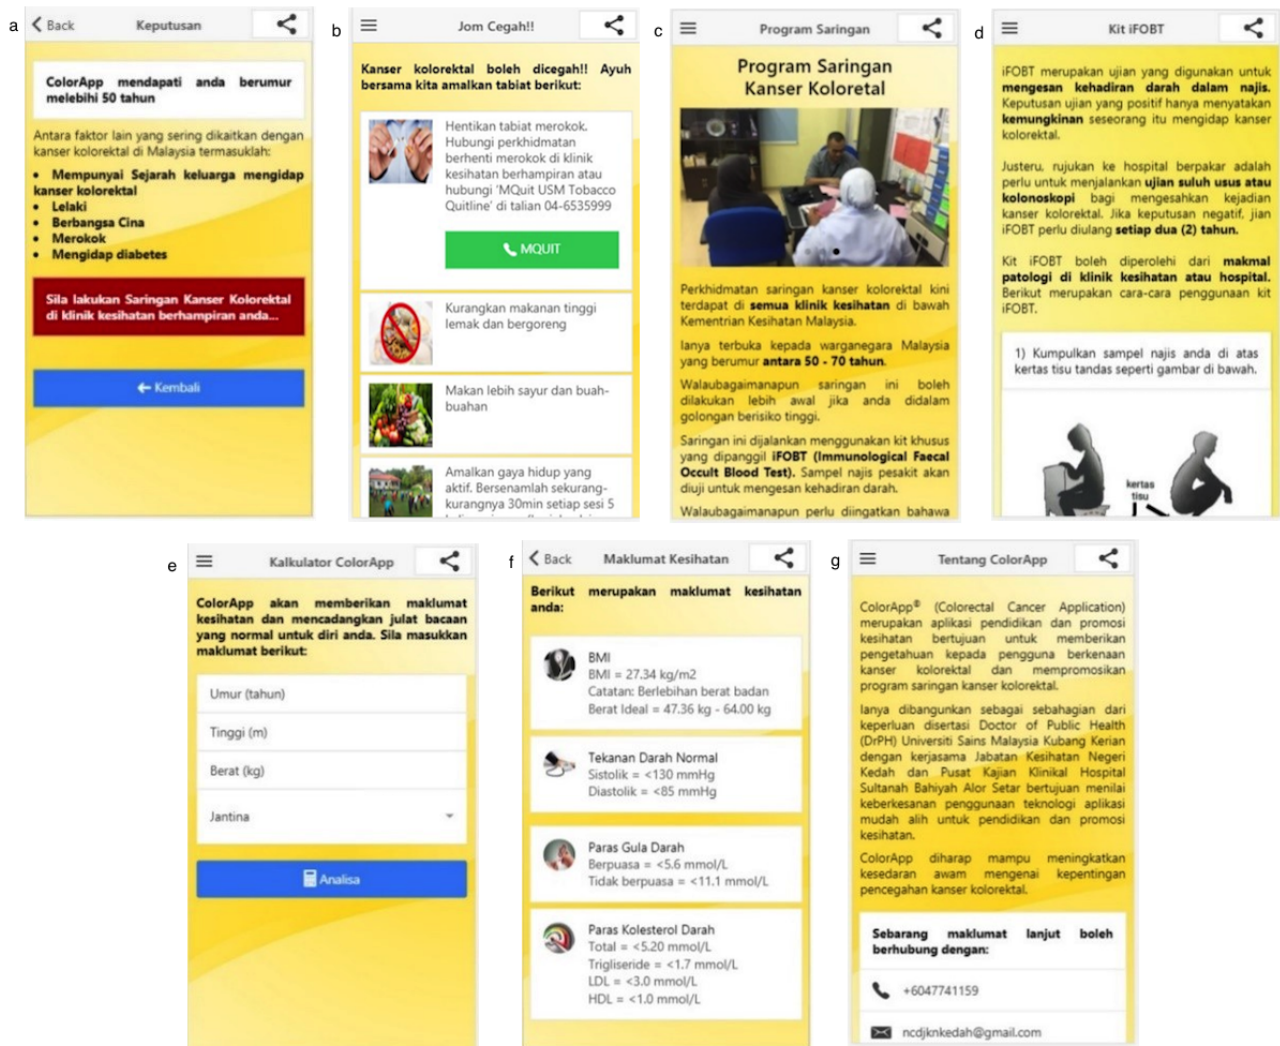 a
Back
Keputusan
ColorApp mendapati anda berumur
melebihi 50 tahun
Antara faktor lain yang sering dikaitkan dengan
kanser kolorektal di Malaysia termasuklah:
• Mempunyai Sejarah keluarga mengidap
kanser kolorektal
• Lelaki
• Berbangsa Cina
• Merokok
• Mengidap diabetes
Sila lakukan Saringan Kanser Kolorektal
di klinik kesihatan berhampiran anda...
Kembali
b
Jom Cegah!!
Kanser kolorektal boleh dicegah!! Ayuh
bersama kita amalkan tabiat berikut:
Hentikan tabiat merokok.
Hubungi perkhidmatan
berhenti merokok di klinik
kesihatan berhampiran atau
hubungi 'MQuit USM Tobacco
Quitline' di talian 04-6535999
MQUIT
Kurangkan makanan tinggi
lemak dan bergoreng
Makan lebih sayur dan buah-
buahan
Amalkan gaya hidup yang
aktif. Bersenamlah sekurang-
kurangnya 30min setiap sesi 5
c
Program Saringan
Program Saringan
Kanser Koloretal
Perkhidmatan saringan kanser kolorektal kini
terdapat di semua klinik kesihatan di bawah
Kementrian Kesihatan Malaysia.
Ianya terbuka kepada warganegara Malaysia
yang berumur antara 50 - 70 tahun.
Walaubagaimanapun saringan ini boleh
dilakukan lebih awal jika anda didalam
golongan berisiko tinggi.
Saringan ini dijalankan menggunakan kit khusus
yang dipanggil iFOBT (Immunological Faecal
Occult Blood Test). Sampel najis pesakit akan
diuji untuk mengesan kehadiran darah.
Walaubagaimanapun perlu diingatkan bahawa
d
Kit iFOBT
iFOBT merupakan ujian yang digunakan untuk
mengesan kehadiran darah dalam najis.
Keputusan ujian yang positif hanya menyatakan
kemungkinan seseorang itu mengidap kanser
kolorektal.
Justeru, rujukan ke hospital berpakar adalah
perlu untuk menjalankan ujian suluh usus atau
kolonoskopi bagi mengesahkan kejadian
kanser kolorektal. Jika keputusan negatif, jian
iFOBT perlu diulang setiap dua (2) tahun.
Kit iFOBT boleh diperolehi dari makmal
patologi di klinik kesihatan atau hospital.
Berikut merupakan cara-cara penggunaan kit
iFOBT.
1) Kumpulkan sampel najis anda di atas
kertas tisu tandas seperti gambar di bawah.
kertas
tisu
e
Kalkulator ColorApp
ColorApp akan memberikan maklumat
kesihatan dan mencadangkan julat bacaan
yang normal untuk diri anda. Sila masukkan
maklumat berikut:
Umur (tahun)
Tinggi (m)
Berat (kg)
Jantina
Analisa
f
Back
Maklumat Kesihatan
Berikut merupakan maklumat kesihatan
anda:
BMI
BMI = 27.34 kg/m2
Catatan: Berlebihan berat badan
Berat Ideal = 47.36 kg - 64.00 kg
Tekanan Darah Normal
Sistolik = <130 mmHg
Diastolik = <85 mmHg
Paras Gula Darah
Berpuasa = <5.6 mmol/L
Tidak berpuasa = <11.1 mmol/L
Paras Kolesterol Darah
Total = <5.20 mmol/L
Trigliseride = <1.7 mmol/L
LDL = <3.0 mmol/L
HDL = <1.0 mmol/L
g
Tentang ColorApp
ColorApp® (Colorectal Cancer Application)
merupakan aplikasi pendidikan dan promosi
kesihatan bertujuan untuk memberikan
pengetahuan kepada pengguna berkenaan
kanser kolorektal dan mempromosikan
program saringan kanser kolorektal.
Ianya dibangunkan sebagai sebahagian dari
keperluan disertasi Doctor of Public Health
(DrPH) Universiti Sains Malaysia Kubang Kerian
dengan kerjasama Jabatan Kesihatan Negeri
Kedah dan Pusat Kajian Klinikal Hospital
Sultanah Bahiyah Alor Setar bertujuan menilai
keberkesanan penggunaan teknologi aplikasi
mudah alih untuk pendidikan dan promosi
kesihatan.
ColorApp diharap mampu meningkatkan
kesedaran awam mengenai kepentingan
pencegahan kanser kolorektal.
Sebarang maklumat lanjut boleh
berhubung dengan:
+6047741159
ncdjknkedah@gmail.com